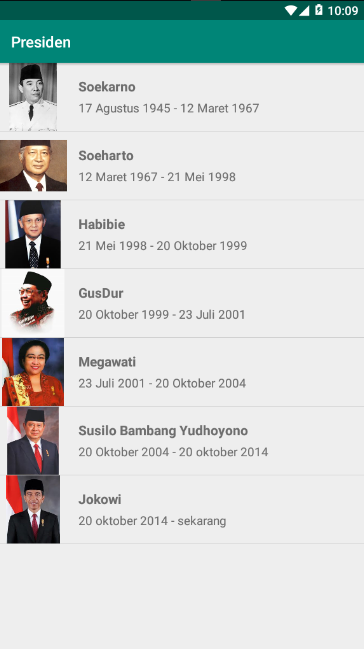 10:09
Presiden
Soekarno
17 Agustus 1945 - 12 Maret 1967
Soeharto
12 Maret 1967 - 21 Mei 1998
Habibie
21 Mei 1998 - 20 Oktober 1999
GusDur
20 Oktober 1999 - 23 Juli 2001
Megawati
23 Juli 2001 - 20 Oktober 2004
Susilo Bambang Yudhoyono
20 Oktober 2004 - 20 oktober 2014
Jokowi
20 oktober 2014 - sekarang